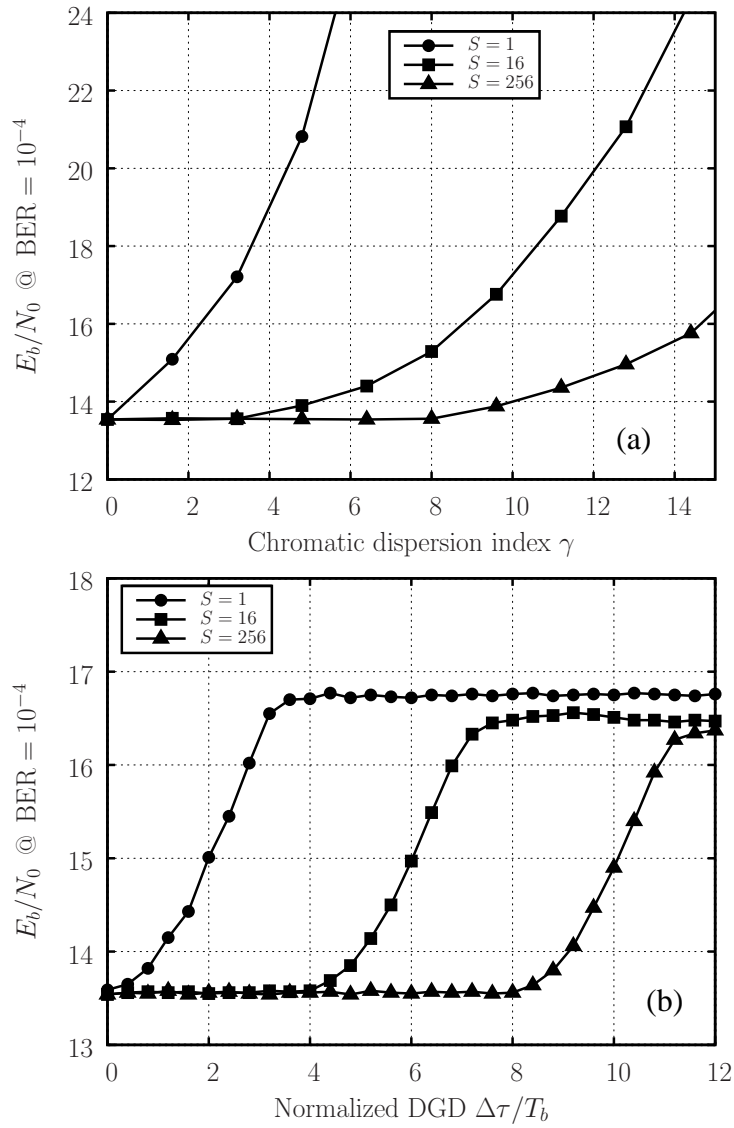 24
22
20
18
16
14
12
E_b/N_0 @ BER = 10^{-4}
S = 1
S = 16
S = 256
(a)
0 2 4 6 8 10 12 14
Chromatic dispersion index γ
18
17
16
15
14
13
E_b/N_0 @ BER = 10^{-4}
S = 1
S = 16
S = 256
(b)
0 2 4 6 8 10 12
Normalized DGD Δτ/T_b